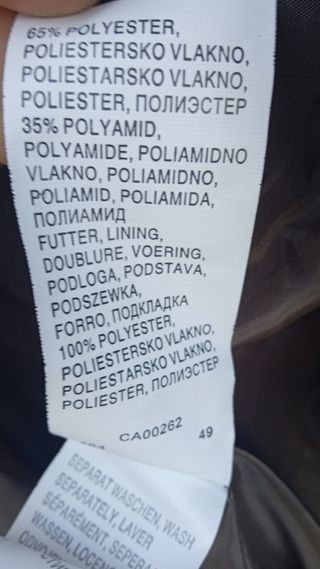 65% POLYESTER,
POLIESTERSKO VLAKNO,
POLIESTARSKO VLAKNO,
POLIESTER, ПОЛИЭСТЕР
35% POLYAMID,
POLYAMIDE, POLIAMIDNO
VLAKNO, POLIAMIDNO,
POLIAMID, POLIAMIDA,
ПОЛИАМИД
FUTTER, LINING,
DOUBLURE, VOERING,
PODLOGA, PODSTAVA,
PODSZEWKA,
FORRO, ПОДКЛАДКА
100% POLYESTER,
POLIESTERSKO VLAKNO,
POLIESTARSKO VLAKNO,
POLIESTER, ПОЛИЭСТЕР
CA00262 49
SEPARAT WASCHEN, WASH
SEPARATELY, LAVER
SÉPARÉMENT,
WASSEN,